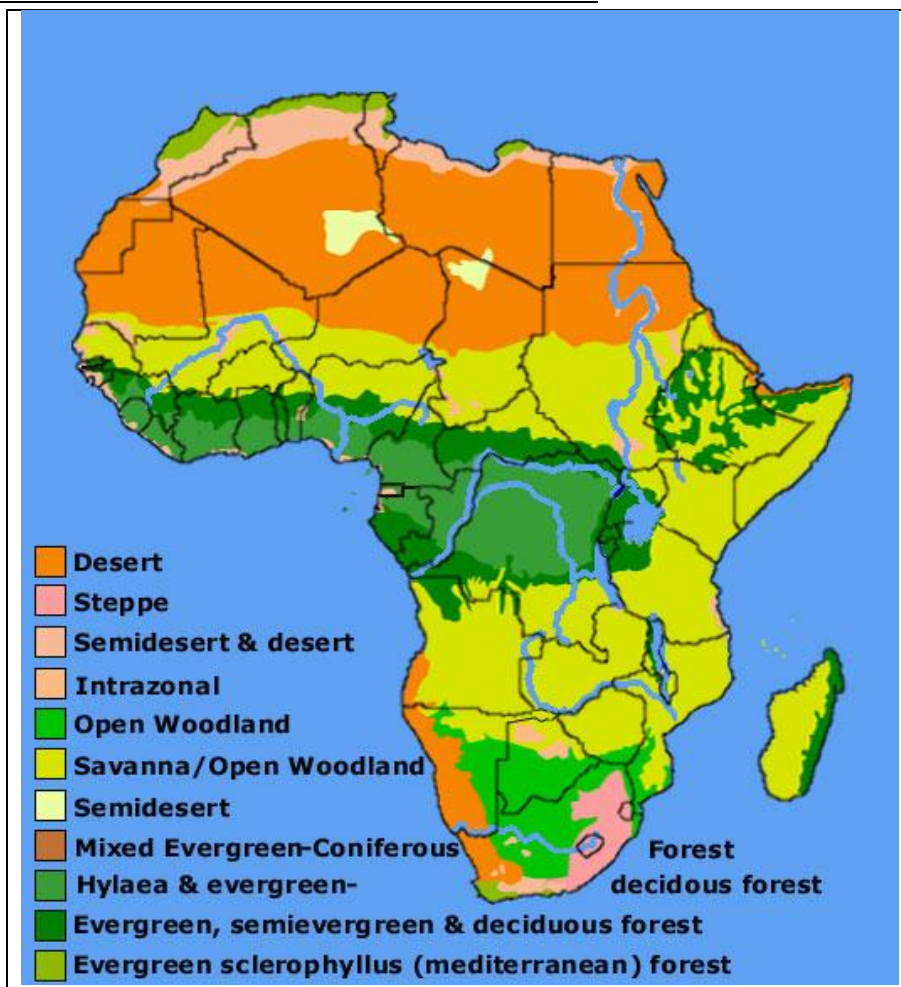 Desert
Steppe
Semidesert & desert
Intrazonal
Open Woodland
Savanna/Open Woodland
Semidesert
Mixed Evergreen-Coniferous Forest
Hylaea & evergreen- decidous forest
Evergreen, semievergreen & deciduous forest
Evergreen sclerophyllus (mediterranean) forest